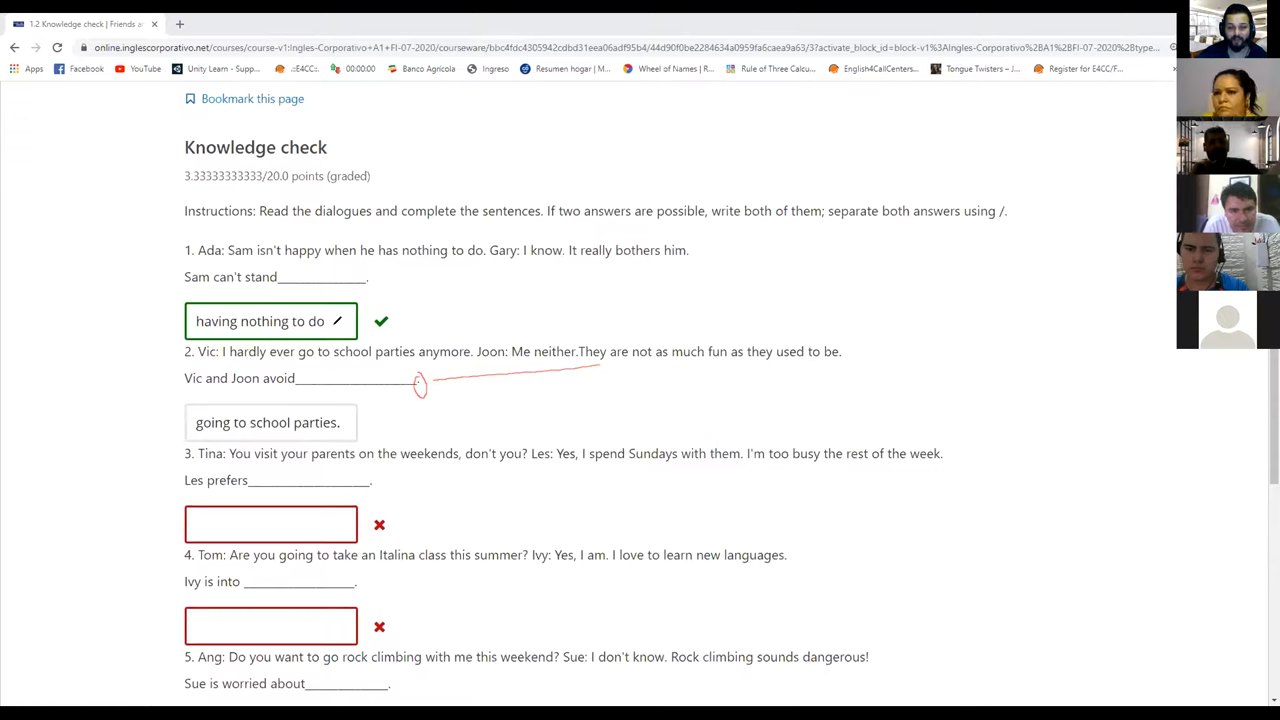 1.2 Knowledge check | Friends a
online.inglescorporativo.net/courses/course-v1:Ingles-Corporativo+A1+FI-07-2020/courseware/bbc4fdc4305942cdbd31eea06adf95b4/44d90f0be2284634a0959fa6caea9a63/3?activate_block_id=block-v1%3AIngles-Corporativo%2BA1%2BFI-07-2020%2Btype...
Apps Facebook YouTube Unity Learn - Supp... .::E4CC:. 00:00:00 Banco Agrícola Ingreso Resumen hogar | M... Wheel of Names | R... Rule of Three Calcu... English4CallCenters... Tongue Twisters – J... Register for E4CC/F...
Bookmark this page
Knowledge check
3.33333333333/20.0 points (graded)
Instructions: Read the dialogues and complete the sentences. If two answers are possible, write both of them; separate both answers using /.
1. Ada: Sam isn't happy when he has nothing to do. Gary: I know. It really bothers him.
Sam can't stand______________.
having nothing to do
2. Vic: I hardly ever go to school parties anymore. Joon: Me neither.They are not as much fun as they used to be.
Vic and Joon avoid___________________.
going to school parties.
3. Tina: You visit your parents on the weekends, don't you? Les: Yes, I spend Sundays with them. I'm too busy the rest of the week.
Les prefers___________________.
4. Tom: Are you going to take an Italina class this summer? Ivy: Yes, I am. I love to learn new languages.
Ivy is into _________________.
5. Ang: Do you want to go rock climbing with me this weekend? Sue: I don't know. Rock climbing sounds dangerous!
Sue is worried about_____________.